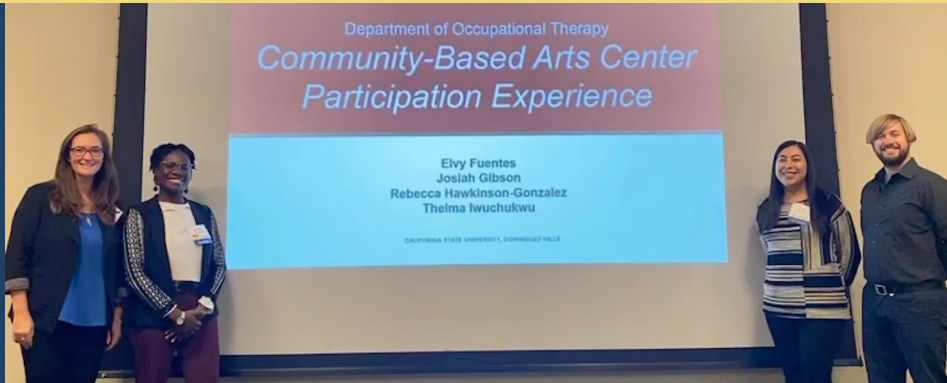 Department of Occupational Therapy
Community-Based Arts Center
Participation Experience
Elvy Fuentes
Josiah Gibson
Rebecca Hawkinson-Gonzalez
Thelma Iwuchukwu
CALIFORNIA STATE UNIVERSITY, DOMINGUEZ HILLS